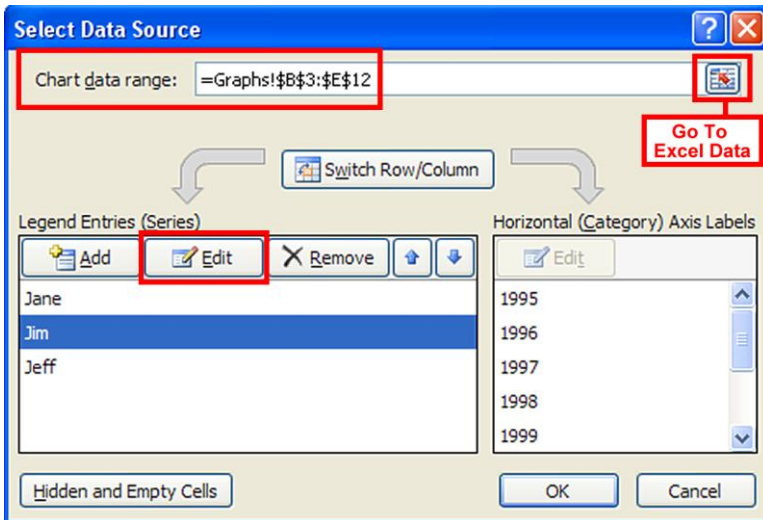 Select Data Source
Chart data range: =Graphs!$B$3:$E$12
Go To
Excel Data
Switch Row/Column
Legend Entries (Series)
Add Edit Remove
Jane
Jim
Jeff
Horizontal (Category) Axis Labels
Edit
1995
1996
1997
1998
1999
Hidden and Empty Cells
OK Cancel